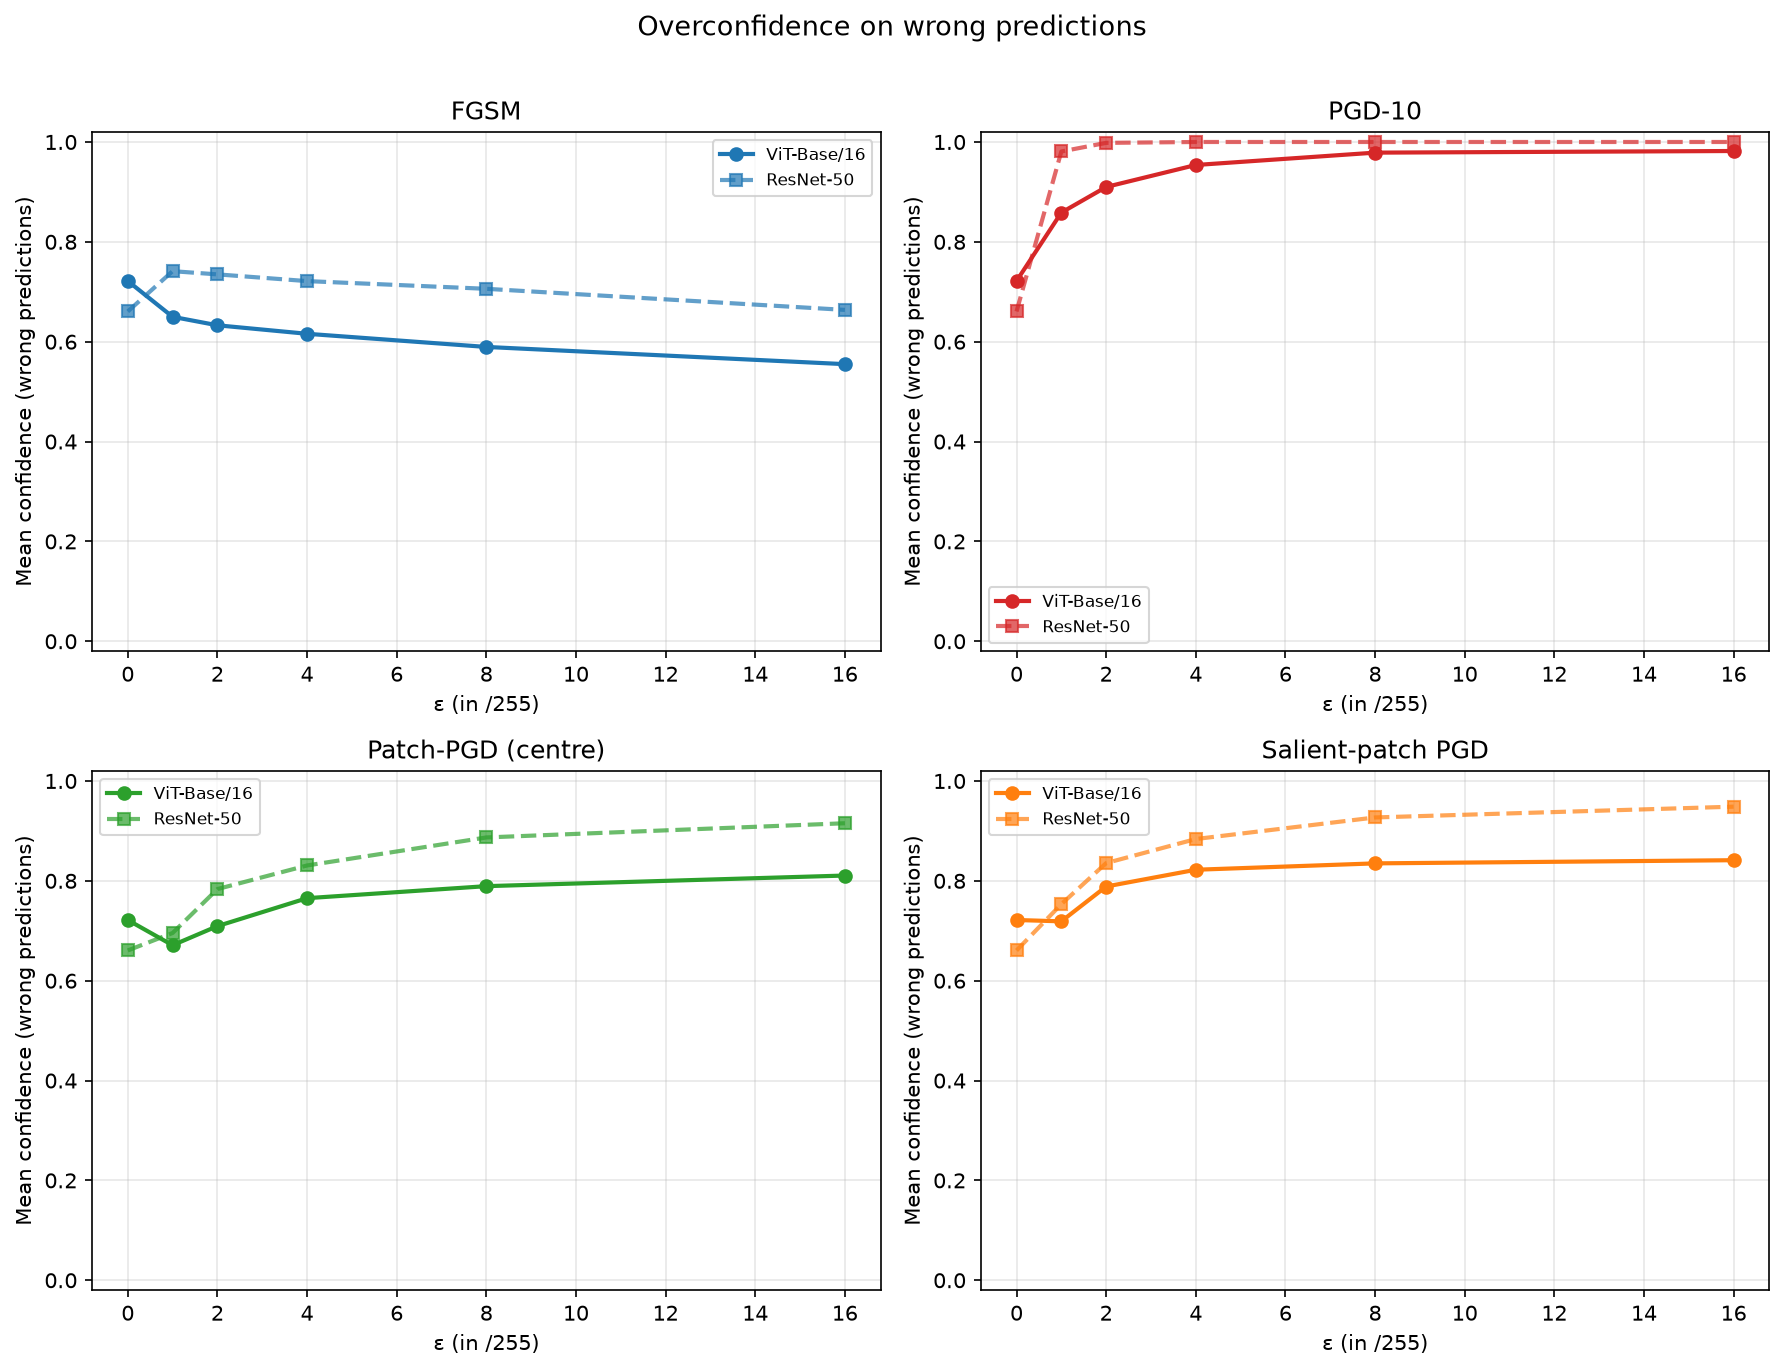 Overconfidence on wrong predictions
FGSM
Mean confidence (wrong predictions)
1.0
0.8
0.6
0.4
0.2
0.0
ViT-Base/16
ResNet-50
0 2 4 6 8 10 12 14 16
ε (in /255)
PGD-10
Mean confidence (wrong predictions)
1.0
0.8
0.6
0.4
0.2
0.0
ViT-Base/16
ResNet-50
0 2 4 6 8 10 12 14 16
ε (in /255)
Patch-PGD (centre)
Mean confidence (wrong predictions)
1.0
0.8
0.6
0.4
0.2
0.0
ViT-Base/16
ResNet-50
0 2 4 6 8 10 12 14 16
ε (in /255)
Salient-patch PGD
Mean confidence (wrong predictions)
1.0
0.8
0.6
0.4
0.2
0.0
ViT-Base/16
ResNet-50
0 2 4 6 8 10 12 14 16
ε (in /255)